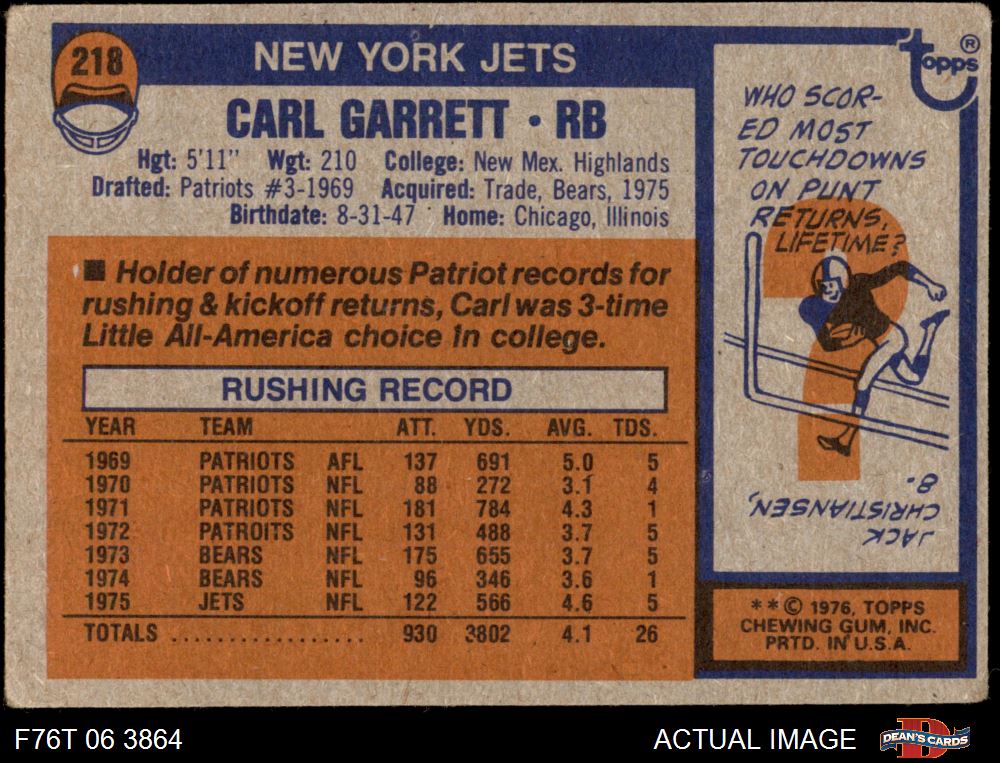 218
NEW YORK JETS
CARL GARRETT • RB
Hgt: 5'11" Wgt: 210 College: New Mex. Highlands
Drafted: Patriots #3-1969 Acquired: Trade, Bears, 1975
Birthdate: 8-31-47 Home: Chicago, Illinois
■ Holder of numerous Patriot records for
rushing & kickoff returns, Carl was 3-time
Little All-America choice in college.
RUSHING RECORD
YEAR TEAM ATT. YDS. AVG. TDS.
1969 PATRIOTS AFL 137 691 5.0 5
1970 PATRIOTS NFL 88 272 3.1 4
1971 PATRIOTS NFL 181 784 4.3 1
1972 PATROITS NFL 131 488 3.7 5
1973 BEARS NFL 175 655 3.7 5
1974 BEARS NFL 96 346 3.6 1
1975 JETS NFL 122 566 4.6 5
TOTALS .................. 930 3802 4.1 26
topps ®
WHO SCOR-
ED MOST
TOUCHDOWNS
ON PUNT
RETURNS,
LIFETIME?
JACK
CHRISTIANSEN,
8.
**© 1976, TOPPS
CHEWING GUM, INC.
PRTD. IN U.S.A.
F76T 06 3864
ACTUAL IMAGE
D
DEAN'S CARDS